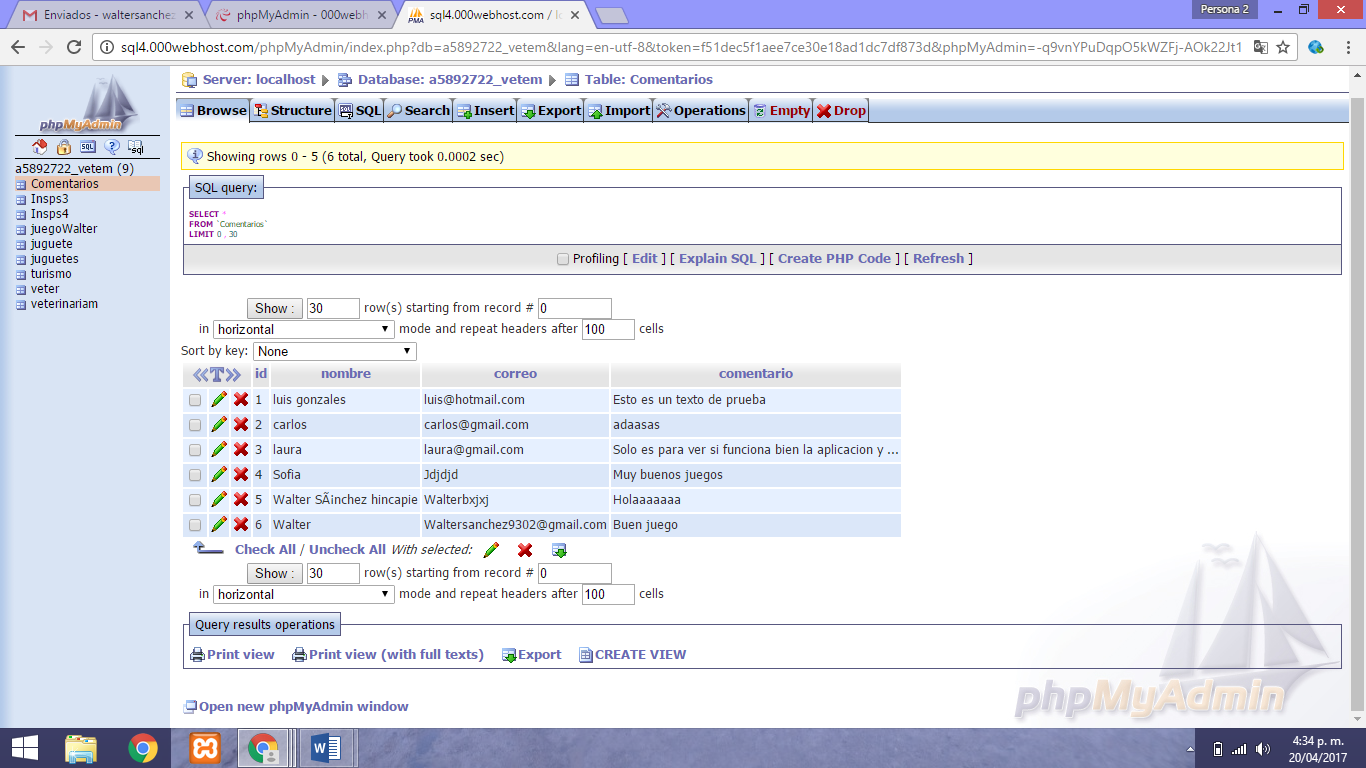 Enviados - waltersanchez
phpMyAdmin - 000webh
sql4.000webhost.com / lo
Persona 2
sql4.000webhost.com/phpMyAdmin/index.php?db=a5892722_vetem&lang=en-utf-8&token=f51dec5f1aee7ce30e18ad1dc7df873d&phpMyAdmin=-q9vnYPuDqpO5kWZFj-AOk22Jt1
phpMyAdmin
Server: localhost Database: a5892722_vetem Table: Comentarios
Browse Structure SQL Search Insert Export Import Operations Empty Drop
a5892722_vetem (9)
Comentarios
Insps3
Insps4
juegoWalter
juguete
juguetes
turismo
veter
veterinariam
Showing rows 0 - 5 (6 total, Query took 0.0002 sec)
SQL query:
SELECT *
FROM `Comentarios`
LIMIT 0 , 30
Profiling [ Edit ] [ Explain SQL ] [ Create PHP Code ] [ Refresh ]
Show : 30 row(s) starting from record # 0
in horizontal mode and repeat headers after 100 cells
Sort by key: None
id nombre correo comentario
1 luis gonzales luis@hotmail.com Esto es un texto de prueba
2 carlos carlos@gmail.com adaasas
3 laura laura@gmail.com Solo es para ver si funciona bien la aplicacion y ...
4 Sofia Jdjdjd Muy buenos juegos
5 Walter SÃ¡nchez hincapie Walterbxjxj Holaaaaaaa
6 Walter Waltersanchez9302@gmail.com Buen juego
Check All / Uncheck All With selected:
Show : 30 row(s) starting from record # 0
in horizontal mode and repeat headers after 100 cells
Query results operations
Print view Print view (with full texts) Export CREATE VIEW
Open new phpMyAdmin window
phpMyAdmin
4:34 p. m.
20/04/2017